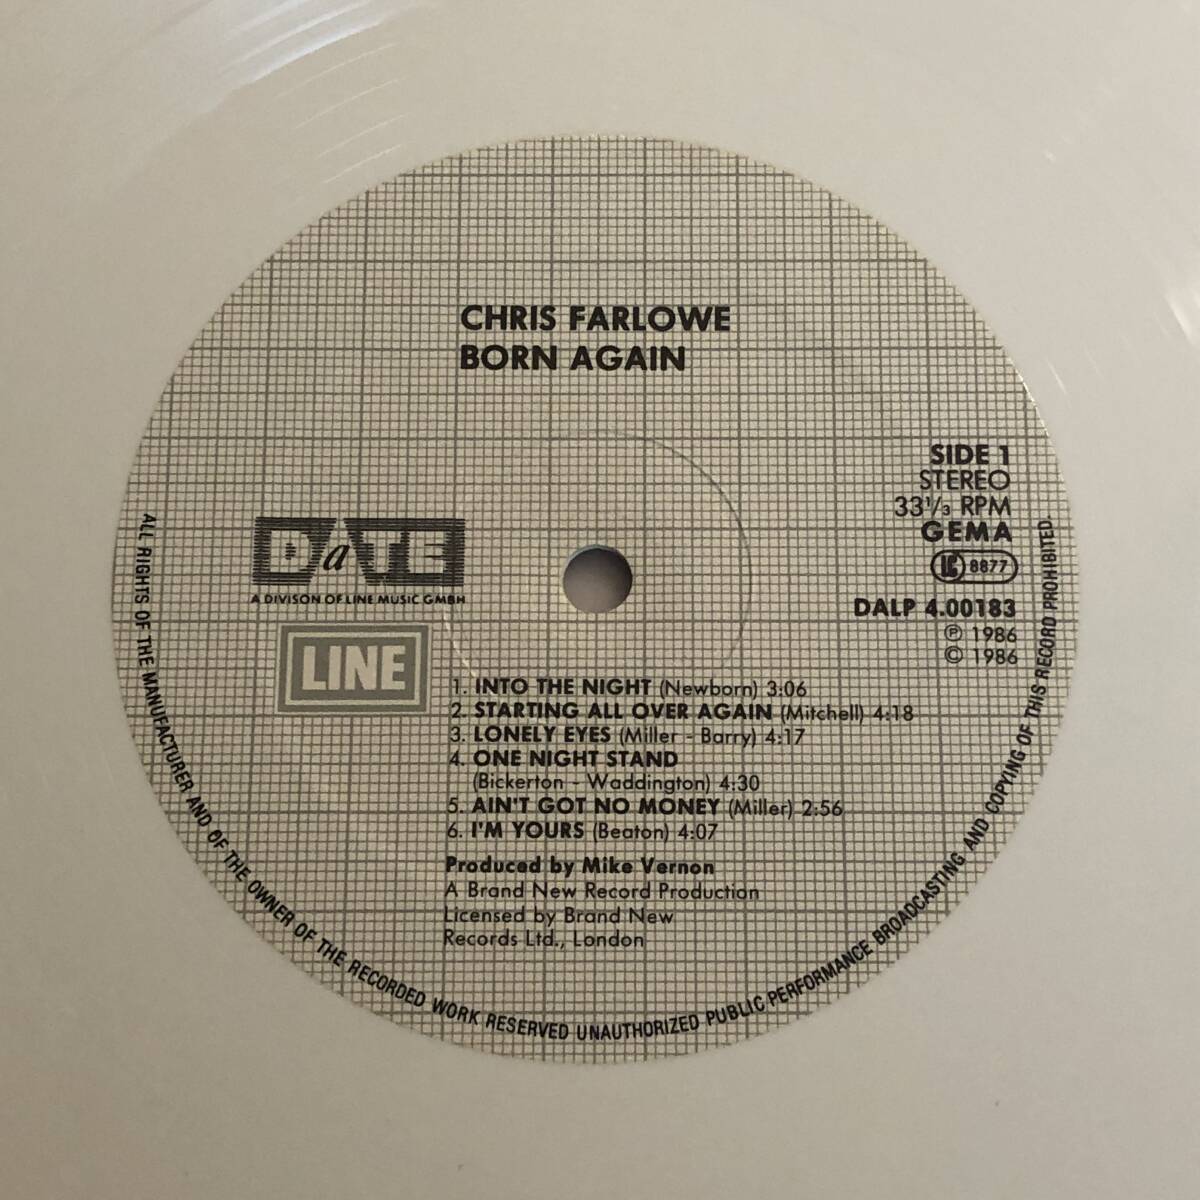 CHRIS FARLOWE
BORN AGAIN
SIDE 1
STEREO
33⅓ RPM
GEMA
LC 8877
DALP 4.00183
Ⓟ 1986
© 1986
DaTE
A DIVISON OF LINE MUSIC GMBH
LINE
1. INTO THE NIGHT (Newborn) 3:06
2. STARTING ALL OVER AGAIN (Mitchell) 4:18
3. LONELY EYES (Miller - Barry) 4:17
4. ONE NIGHT STAND
(Bickerton - Waddington) 4:30
5. AIN'T GOT NO MONEY (Miller) 2:56
6. I'M YOURS (Beaton) 4:07
Produced by Mike Vernon
A Brand New Record Production
Licensed by Brand New
Records Ltd., London
ALL RIGHTS OF THE MANUFACTURER AND OF THE OWNER OF THE RECORDED WORK RESERVED UNAUTHORIZED PUBLIC PERFORMANCE BROADCASTING AND COPYING OF THIS RECORD PROHIBITED.